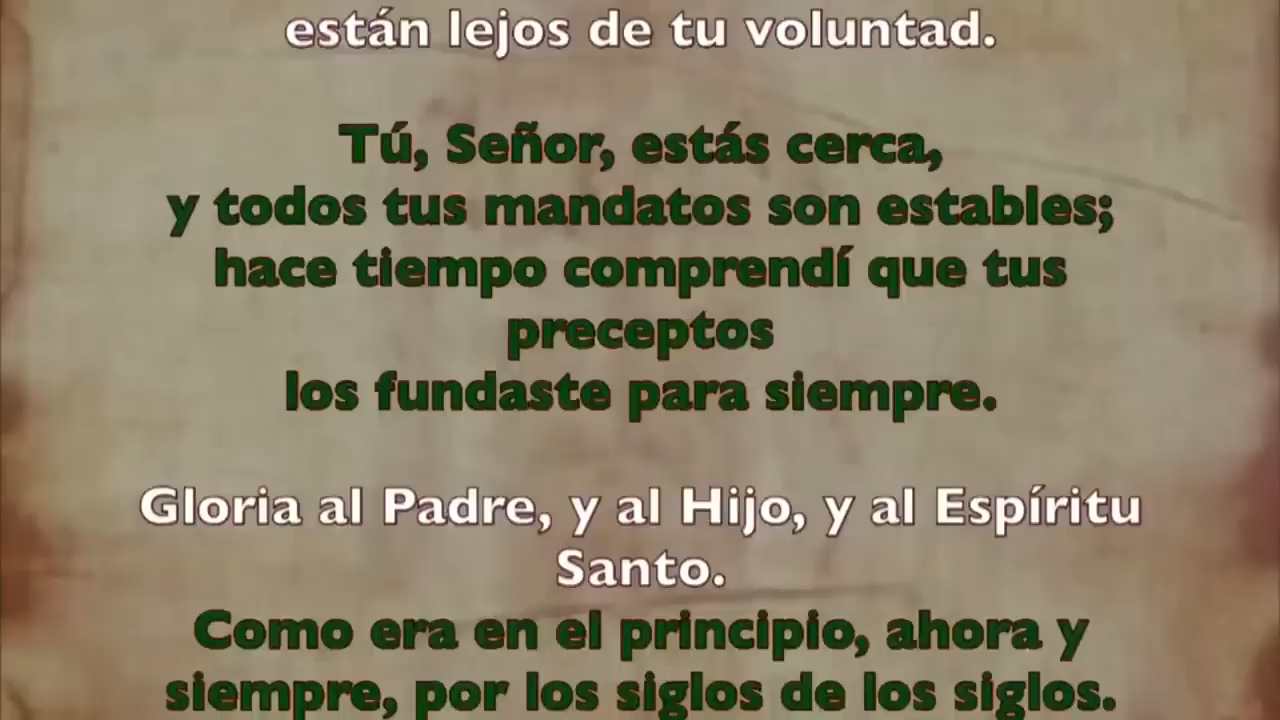 están lejos de tu voluntad.
Tú, Señor, estás cerca,
y todos tus mandatos son estables;
hace tiempo comprendí que tus
preceptos
los fundaste para siempre.
Gloria al Padre, y al Hijo, y al Espíritu
Santo.
Como era en el principio, ahora y
siempre, por los siglos de los siglos.